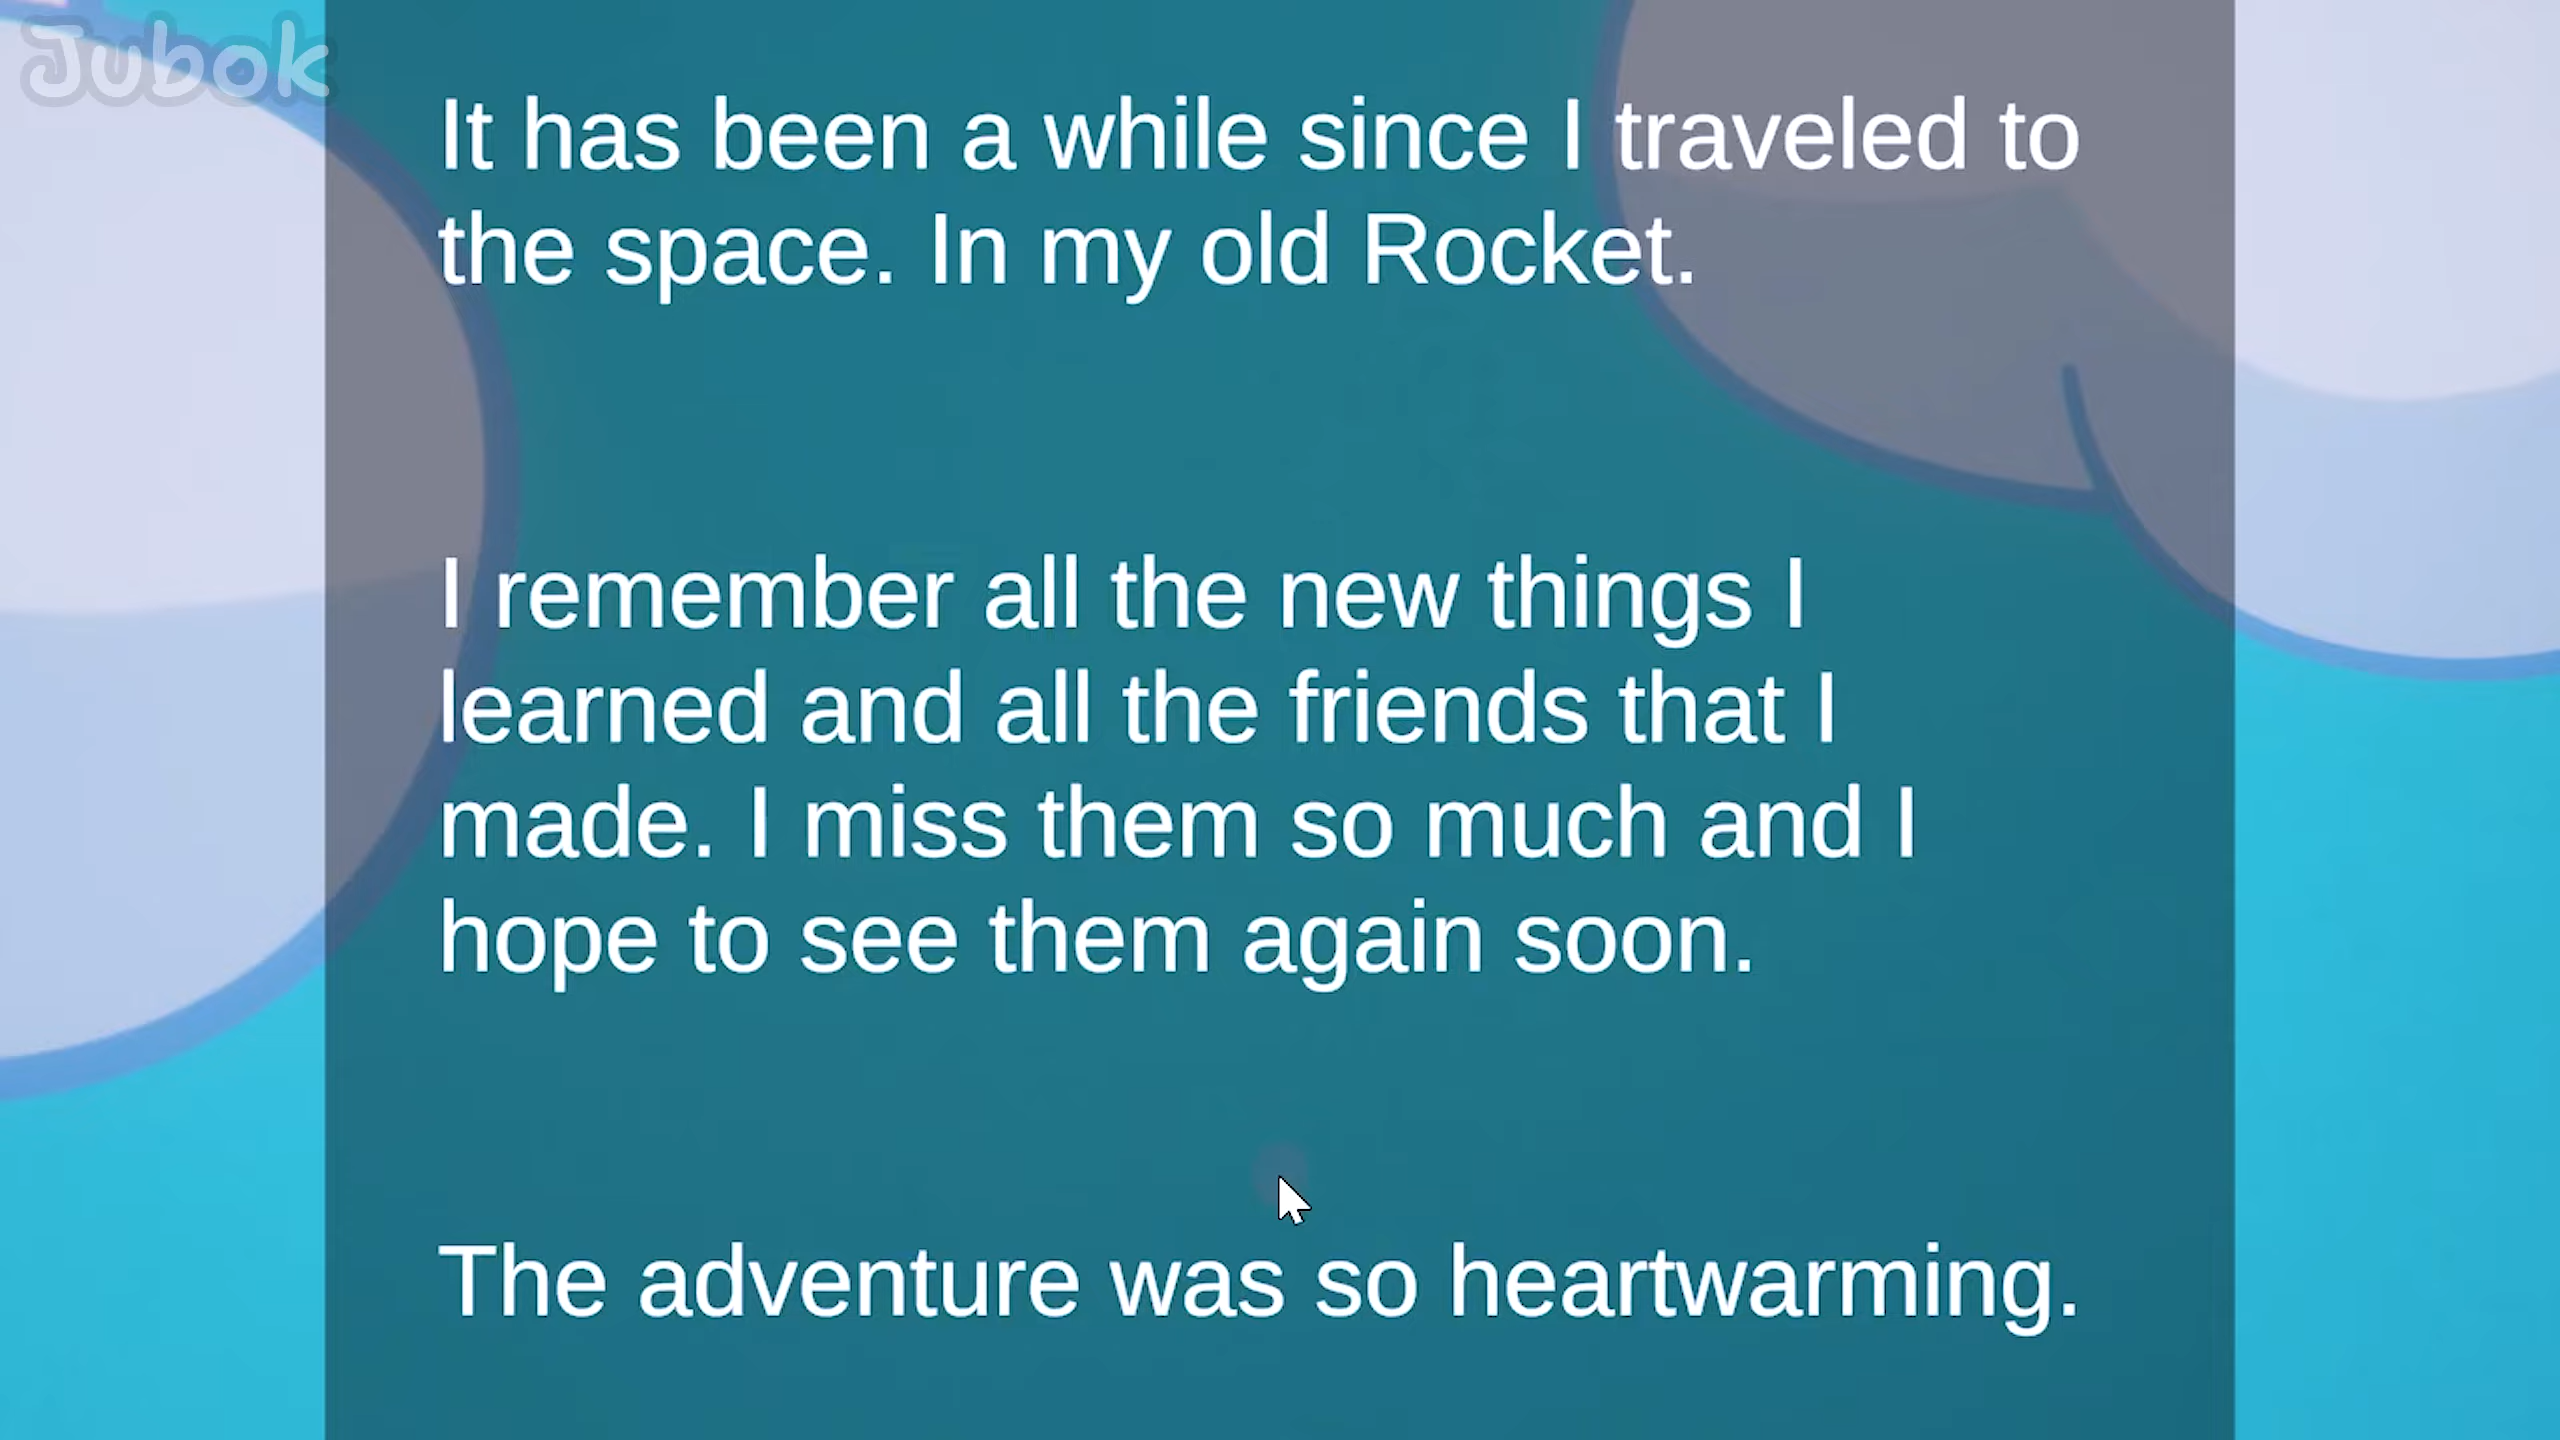 Jubok
It has been a while since I traveled to
the space. In my old Rocket.
I remember all the new things I
learned and all the friends that I
made. I miss them so much and I
hope to see them again soon.
The adventure was so heartwarming.